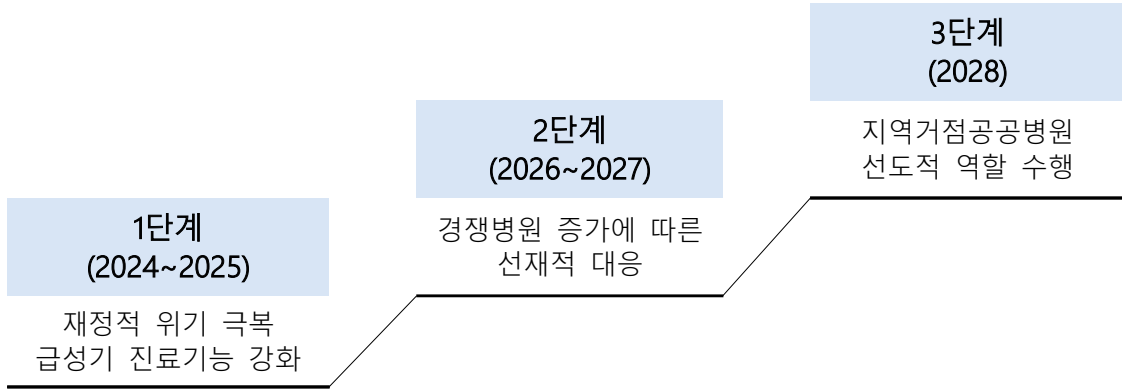 1단계
(2024~2025)
재정적 위기 극복
급성기 진료기능 강화
2단계
(2026~2027)
경쟁병원 증가에 따른
선재적 대응
3단계
(2028)
지역거점공공병원
선도적 역할 수행